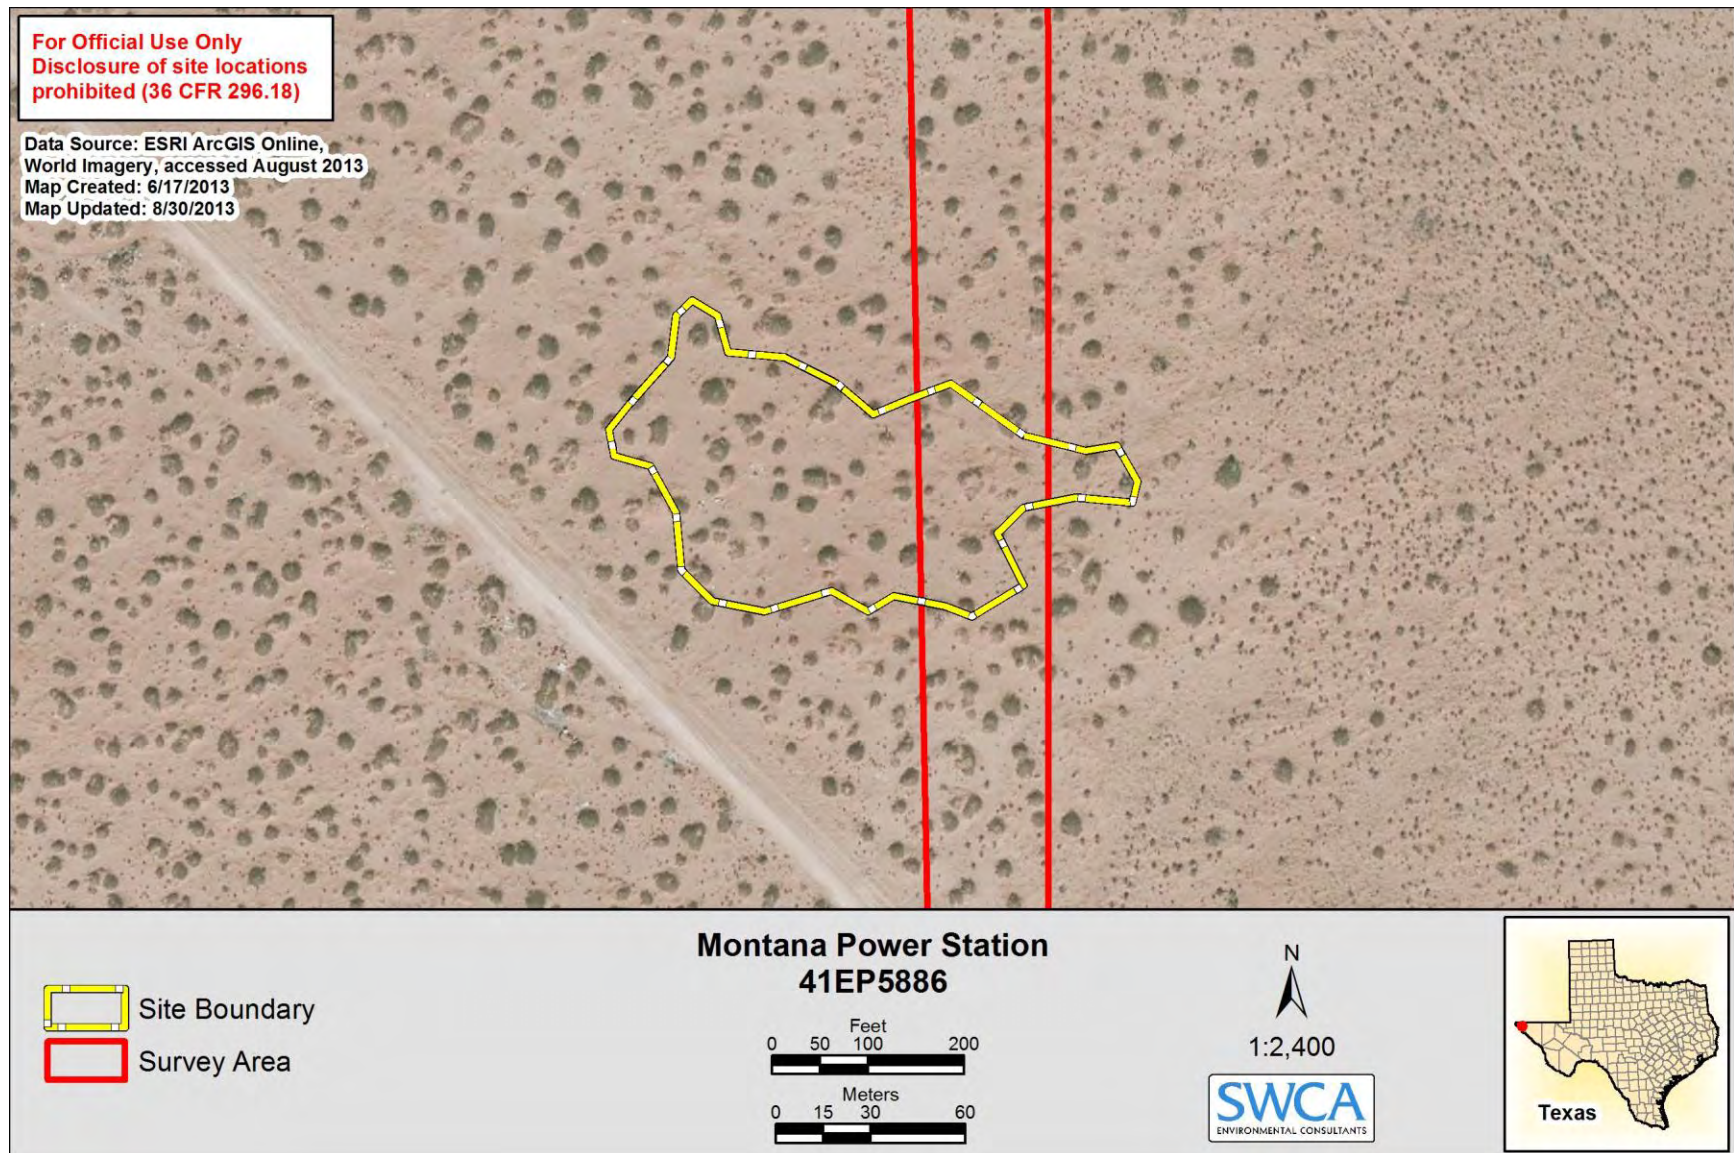 For Official Use Only
Disclosure of site locations
prohibited (36 CFR 296.18)
Data Source: ESRI ArcGIS Online,
World Imagery, accessed August 2013
Map Created: 6/17/2013
Map Updated: 8/30/2013
Montana Power Station
41EP5886
Site Boundary
Survey Area
Feet
0 50 100 200
Meters
0 15 30 60
N
1:2,400
SWCA
ENVIRONMENTAL CONSULTANTS
Texas